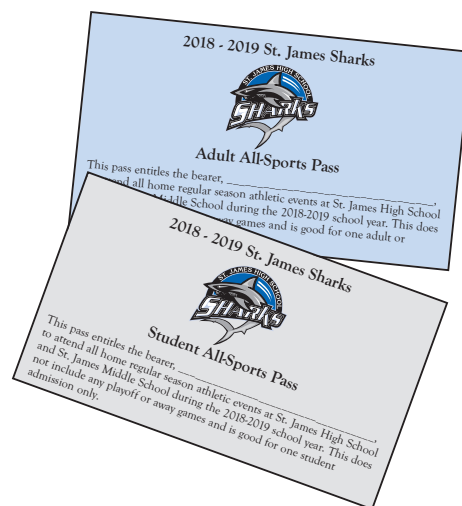 2018 - 2019 St. James Sharks
ST. JAMES HIGH SCHOOL
SHARKS
Adult All-Sports Pass
This pass entitles the bearer, ______________________________,
all home regular season athletic events at St. James High School
Middle School during the 2018-2019 school year. This does
games and is good for one adult or
2018 - 2019 St. James Sharks
ST. JAMES HIGH SCHOOL
SHARKS
Student All-Sports Pass
This pass entitles the bearer, ______________________________,
to attend all home regular season athletic events at St. James High School
and St. James Middle School during the 2018-2019 school year. This does
not include any playoff or away games and is good for one student
admission only.